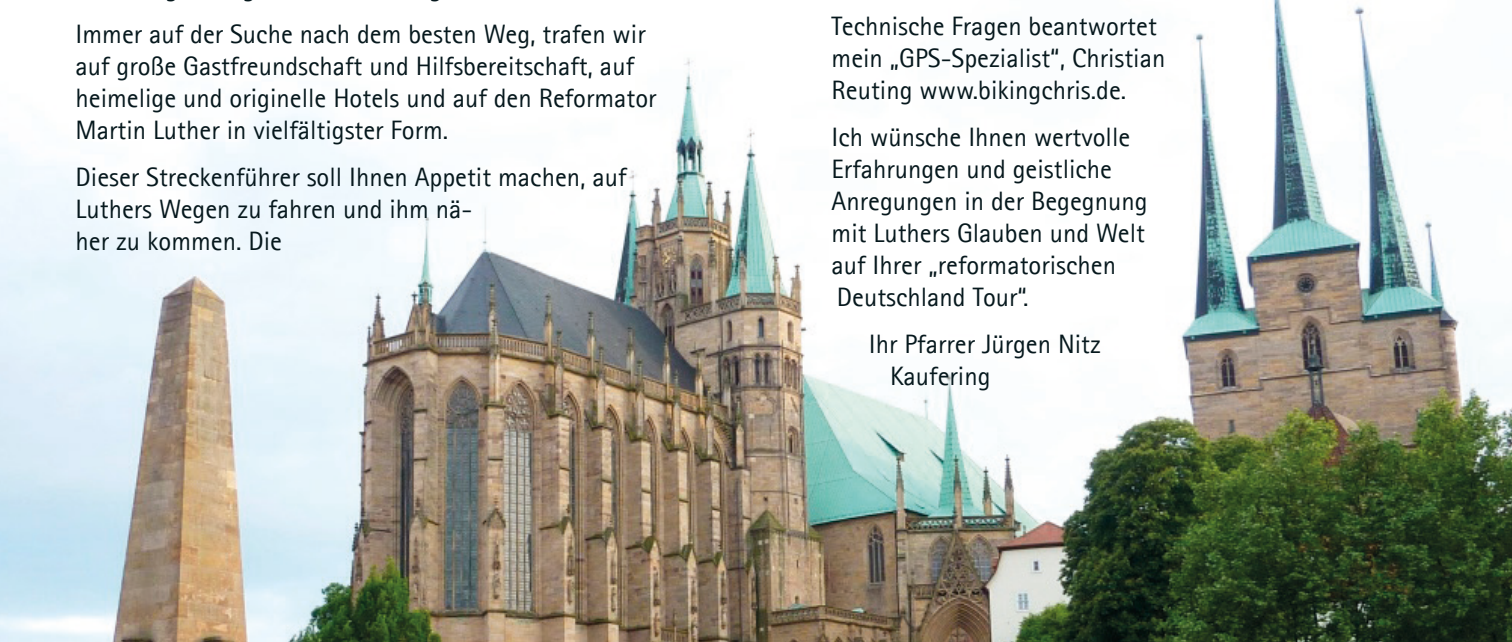 Immer auf der Suche nach dem besten Weg, trafen wir
auf große Gastfreundschaft und Hilfsbereitschaft, auf
heimelige und originelle Hotels und auf den Reformator
Martin Luther in vielfältigster Form.
Dieser Streckenführer soll Ihnen Appetit machen, auf
Luthers Wegen zu fahren und ihm nä-
her zu kommen. Die
Technische Fragen beantwortet
mein „GPS-Spezialist“, Christian
Reuting www.bikingchris.de.
Ich wünsche Ihnen wertvolle
Erfahrungen und geistliche
Anregungen in der Begegnung
mit Luthers Glauben und Welt
auf Ihrer „reformatorischen
Deutschland Tour“.
Ihr Pfarrer Jürgen Nitz
Kaufering